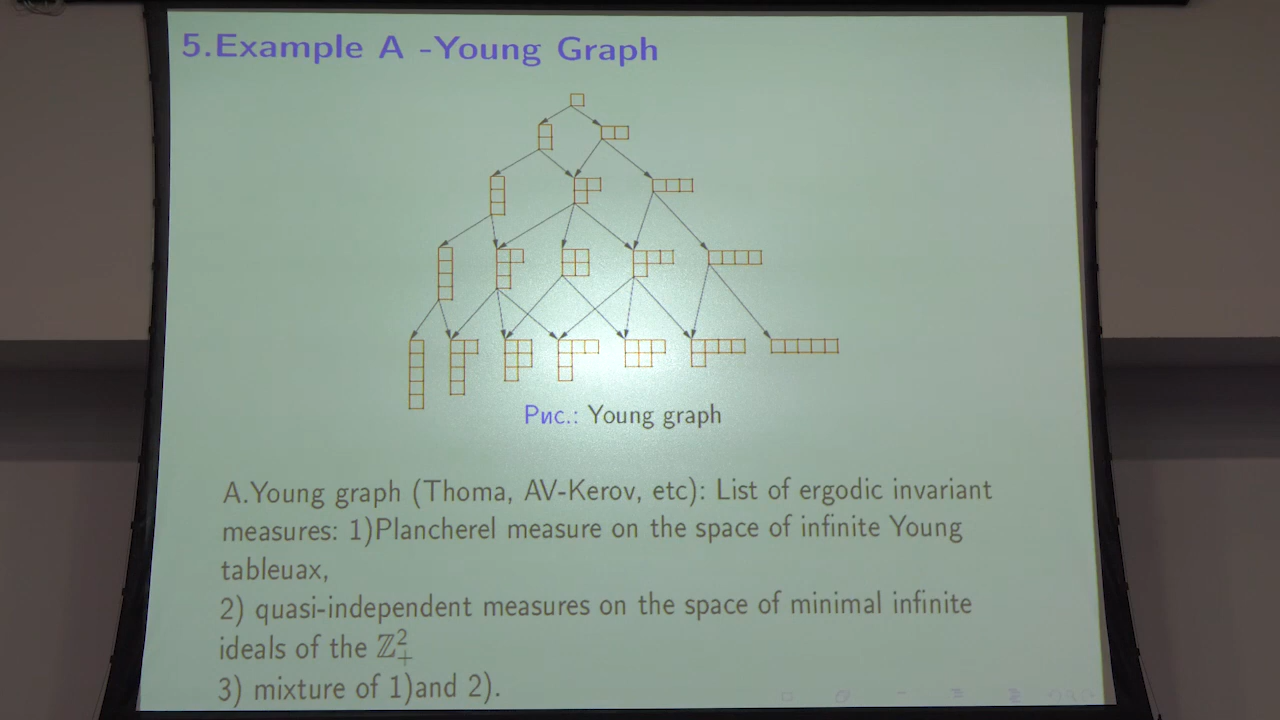 5.Example A -Young Graph
Рис.: Young graph
A.Young graph (Thoma, AV-Kerov, etc): List of ergodic invariant
measures: 1)Plancherel measure on the space of infinite Young
tableuax,
2) quasi-independent measures on the space of minimal infinite
ideals of the ℤ²₊
3) mixture of 1)and 2).